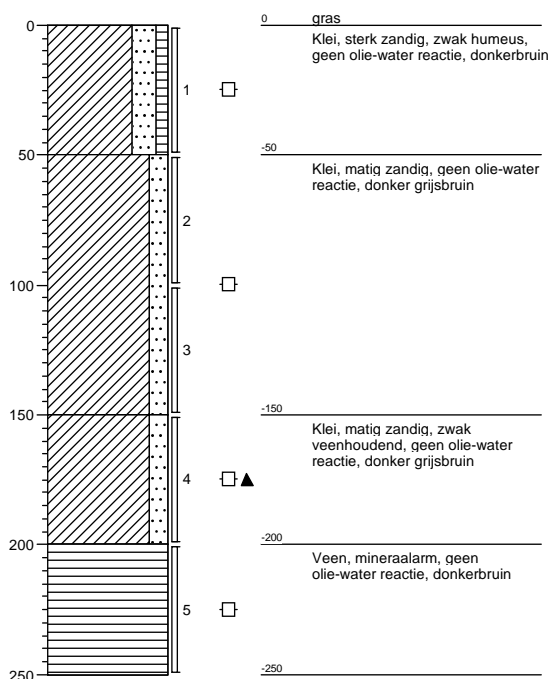 0
0
gras
Klei, sterk zandig, zwak humeus,
geen olie-water reactie, donkerbruin
1
50
-50
Klei, matig zandig, geen olie-water
reactie, donker grijsbruin
2
100
3
150
-150
Klei, matig zandig, zwak
veenhoudend, geen olie-water
reactie, donker grijsbruin
4
200
-200
Veen, mineraalarm, geen
olie-water reactie, donkerbruin
5
250
-250